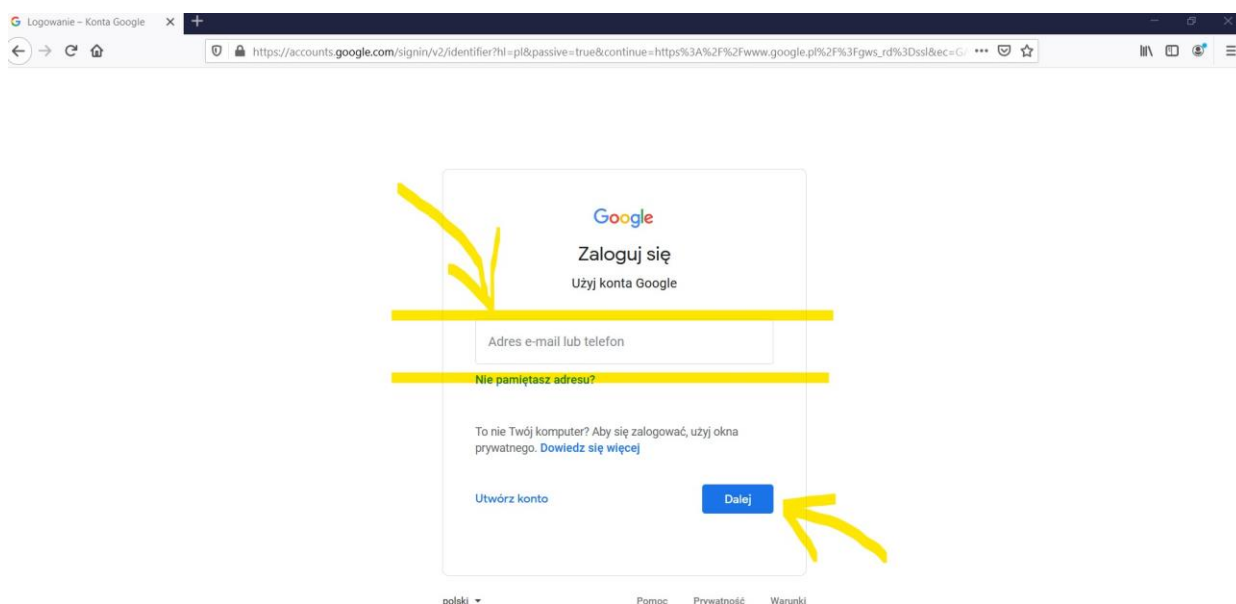 Logowanie – Konta Google
https://accounts.google.com/signin/v2/identifier?hl=pl&passive=true&continue=https%3A%2F%2Fwww.google.pl%2F%3Fgws_rd%3Dssl&ec=G
Google
Zaloguj się
Użyj konta Google
Adres e-mail lub telefon
Nie pamiętasz adresu?
To nie Twój komputer? Aby się zalogować, użyj okna
prywatnego. Dowiedz się więcej
Utwórz konto Dalej
polski Pomoc Prywatność Warunki